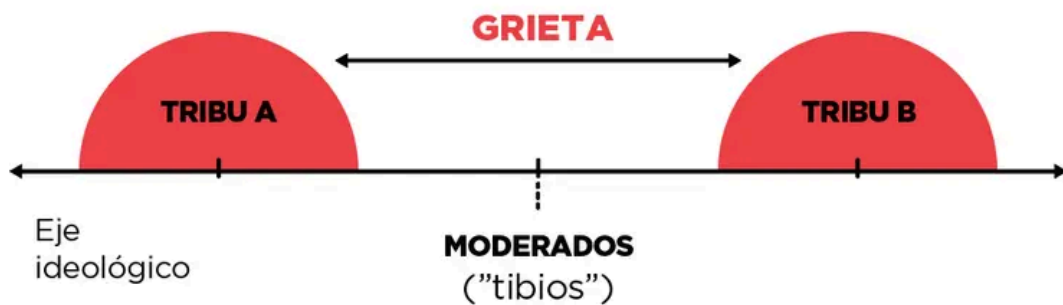 GRIETA
TRIBU A
TRIBU B
Eje
ideológico
MODERADOS
("tibios")